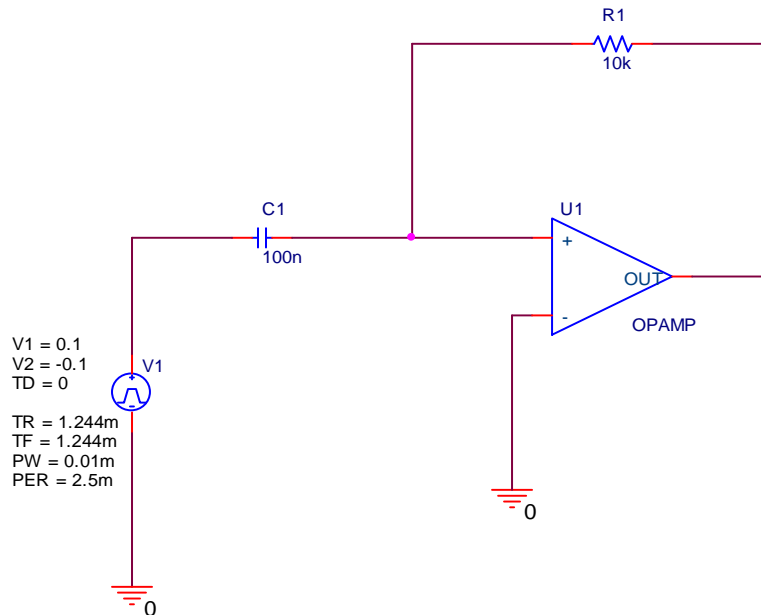 R1
10k
C1
100n
U1
+
OUT
-
OPAMP
V1 = 0.1
V2 = -0.1
TD = 0
V1
+
-
TR = 1.244m
TF = 1.244m
PW = 0.01m
PER = 2.5m
0
0